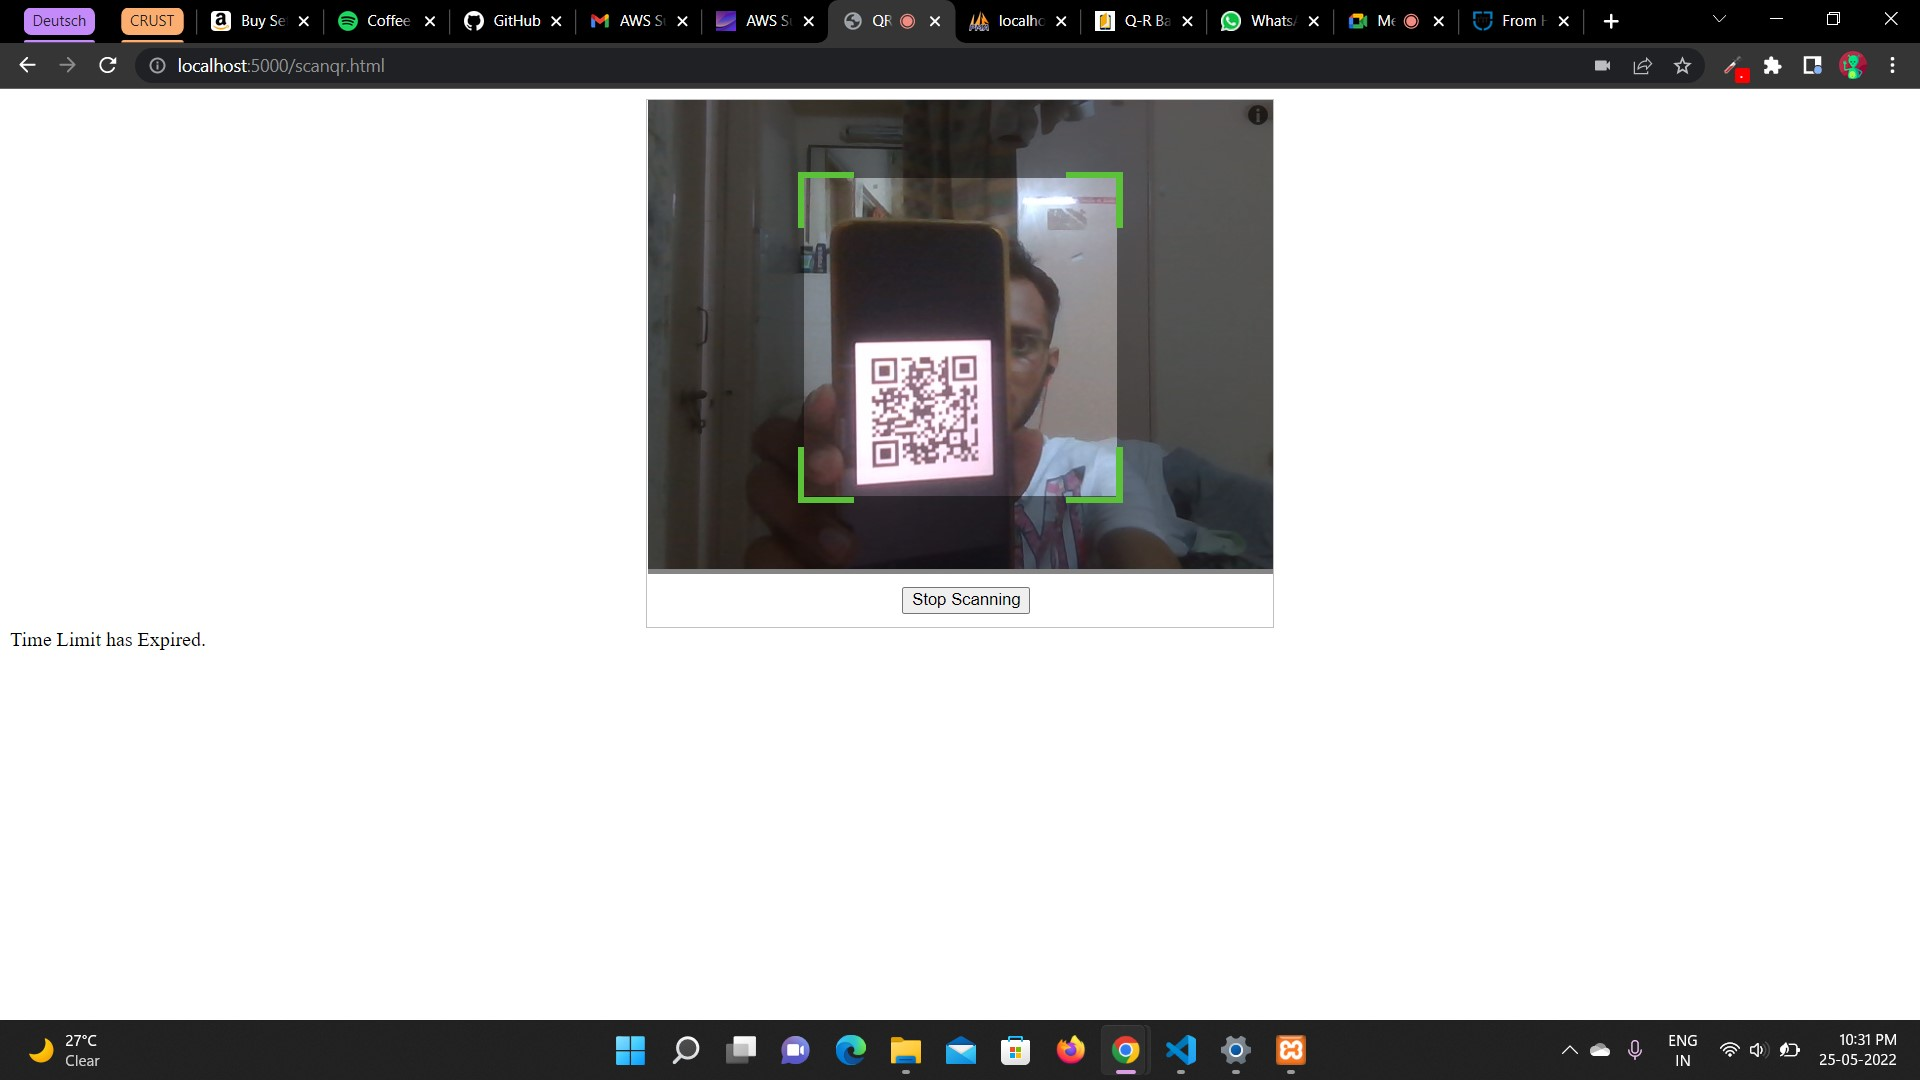 Deutsch CRUST Buy Se Coffee GitHub AWS S AWS S QR localho Q-R Ba Whats Me From
localhost:5000/scanqr.html
Stop Scanning
Time Limit has Expired.
27°C
Clear
ENG
IN
10:31 PM
25-05-2022